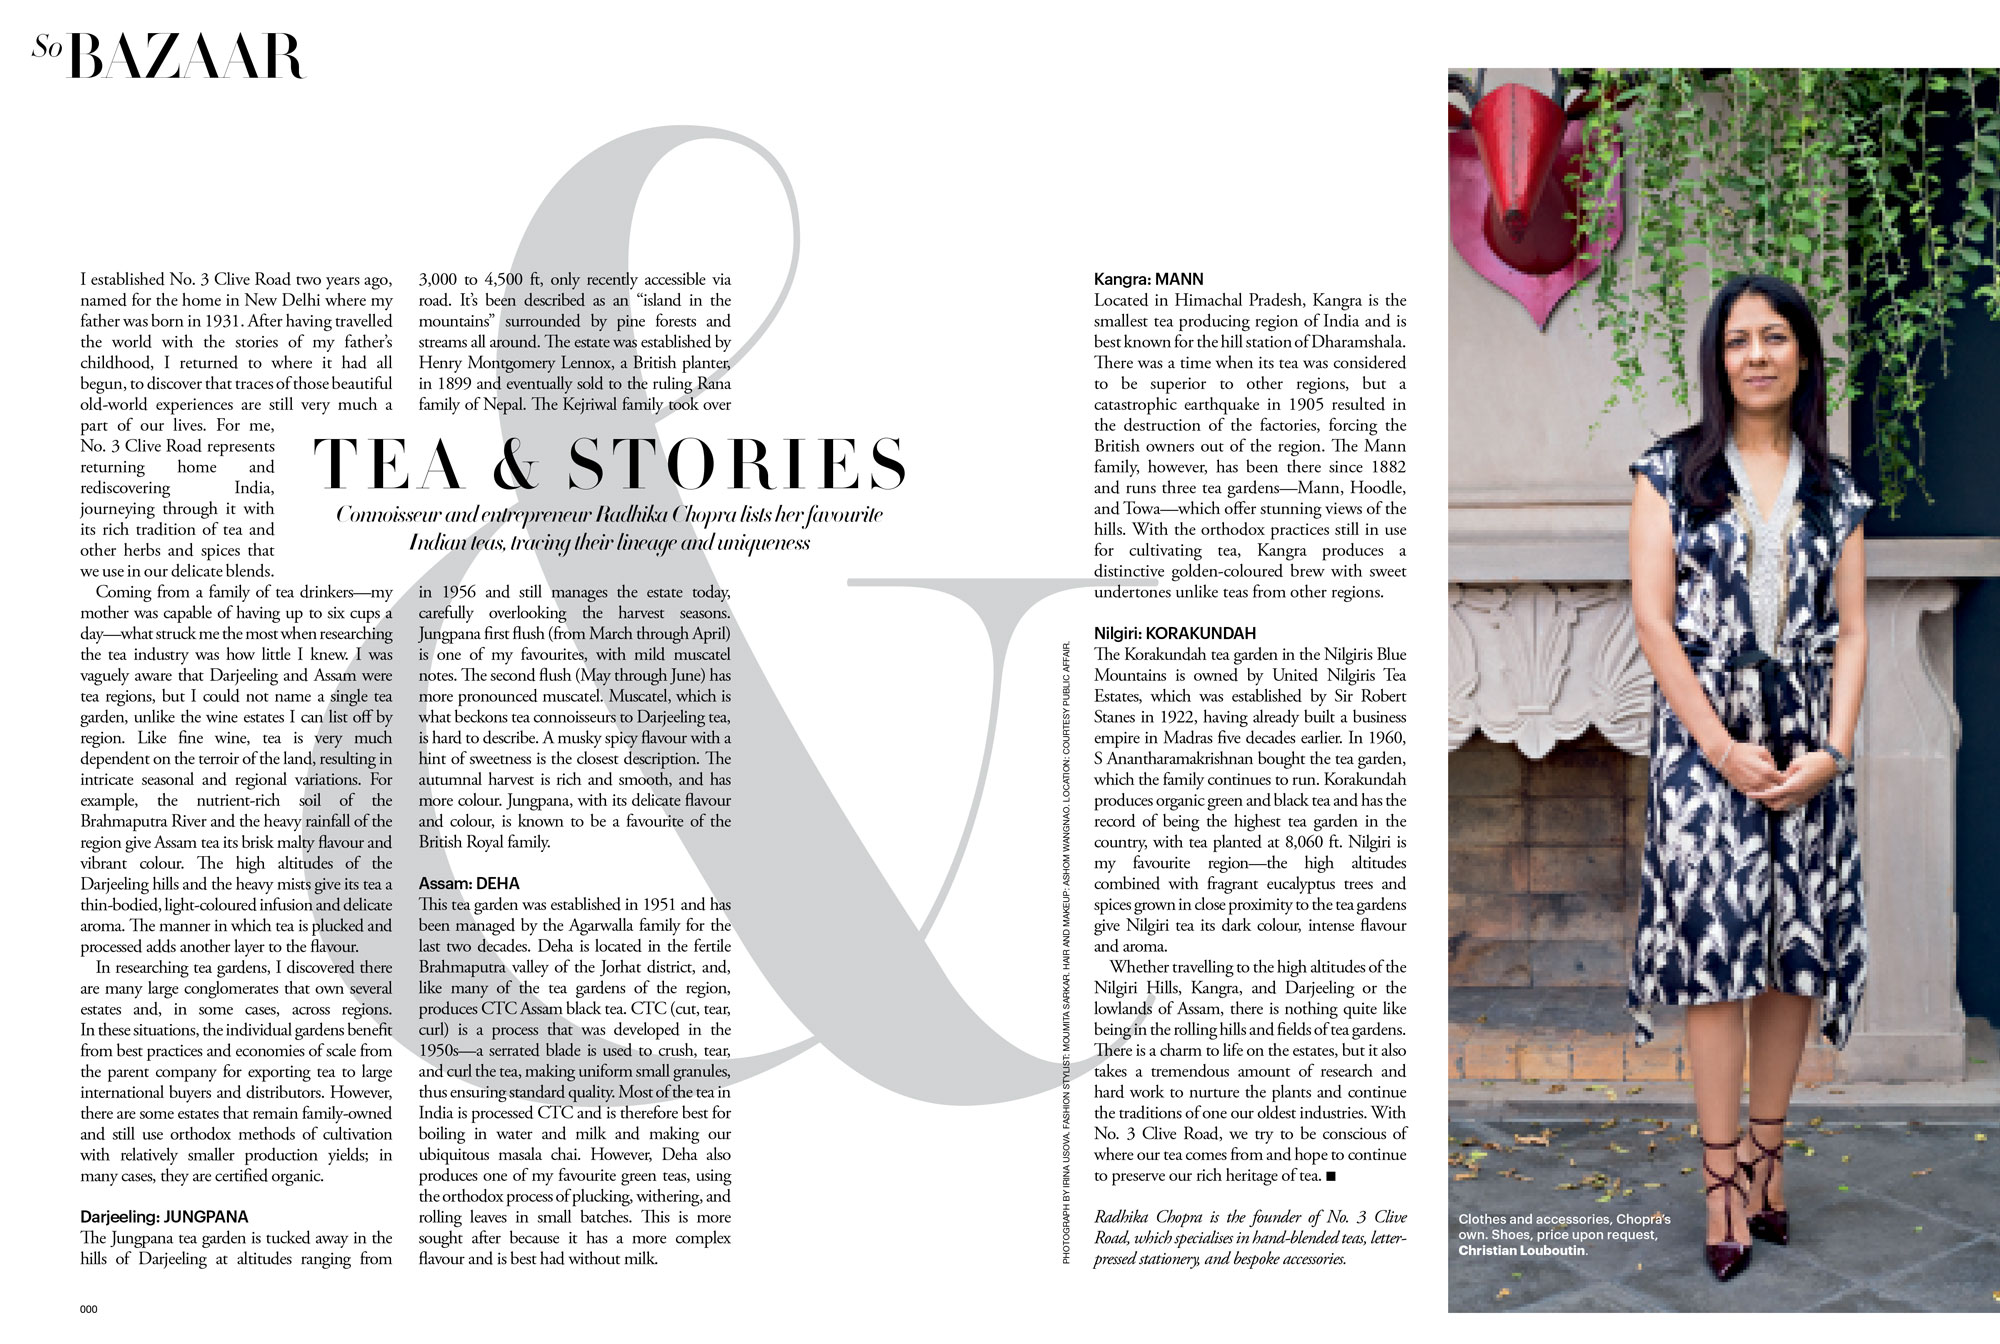 So BAZAAR
I established No. 3 Clive Road two years ago,
named for the home in New Delhi where my
father was born in 1931. After having travelled
the world with the stories of my father's
childhood, I returned to where it had all
begun, to discover that traces of those beautiful
old-world experiences are still very much a
part of our lives. For me,
No. 3 Clive Road represents
returning home and
rediscovering India,
journeying through it with
its rich tradition of tea and
other herbs and spices that
we use in our delicate blends.
Coming from a family of tea drinkers—my
mother was capable of having up to six cups a
day—what struck me the most when researching
the tea industry was how little I knew. I was
vaguely aware that Darjeeling and Assam were
tea regions, but I could not name a single tea
garden, unlike the wine estates I can list off by
region. Like fine wine, tea is very much
dependent on the terroir of the land, resulting in
intricate seasonal and regional variations. For
example, the nutrient-rich soil of the
Brahmaputra River and the heavy rainfall of the
region give Assam tea its brisk malty flavour and
vibrant colour. The high altitudes of the
Darjeeling hills and the heavy mists give its tea a
thin-bodied, light-coloured infusion and delicate
aroma. The manner in which tea is plucked and
processed adds another layer to the flavour.
In researching tea gardens, I discovered there
are many large conglomerates that own several
estates and, in some cases, across regions.
In these situations, the individual gardens benefit
from best practices and economies of scale from
the parent company for exporting tea to large
international buyers and distributors. However,
there are some estates that remain family-owned
and still use orthodox methods of cultivation
with relatively smaller production yields; in
many cases, they are certified organic.
Darjeeling: JUNGPANA
The Jungpana tea garden is tucked away in the
hills of Darjeeling at altitudes ranging from
3,000 to 4,500 ft, only recently accessible via
road. It's been described as an “island in the
mountains” surrounded by pine forests and
streams all around. The estate was established by
Henry Montgomery Lennox, a British planter,
in 1899 and eventually sold to the ruling Rana
family of Nepal. The Kejriwal family took over
TEA & STORIES
Connoisseur and entrepreneur Radhika Chopra lists her favourite
Indian teas, tracing their lineage and uniqueness
in 1956 and still manages the estate today,
carefully overlooking the harvest seasons.
Jungpana first flush (from March through April)
is one of my favourites, with mild muscatel
notes. The second flush (May through June) has
more pronounced muscatel. Muscatel, which is
what beckons tea connoisseurs to Darjeeling tea,
is hard to describe. A musky spicy flavour with a
hint of sweetness is the closest description. The
autumnal harvest is rich and smooth, and has
more colour. Jungpana, with its delicate flavour
and colour, is known to be a favourite of the
British Royal family.
Assam: DEHA
This tea garden was established in 1951 and has
been managed by the Agarwalla family for the
last two decades. Deha is located in the fertile
Brahmaputra valley of the Jorhat district, and,
like many of the tea gardens of the region,
produces CTC Assam black tea. CTC (cut, tear,
curl) is a process that was developed in the
1950s—a serrated blade is used to crush, tear,
and curl the tea, making uniform small granules,
thus ensuring standard quality. Most of the tea in
India is processed CTC and is therefore best for
boiling in water and milk and making our
ubiquitous masala chai. However, Deha also
produces one of my favourite green teas, using
the orthodox process of plucking, withering, and
rolling leaves in small batches. This is more
sought after because it has a more complex
flavour and is best had without milk.
PHOTOGRAPH BY IRINA USOVA. FASHION STYLIST: MOUMITA SARKAR. HAIR AND MAKEUP: ASHOM WANGNAO. LOCATION: COURTESY PUBLIC AFFAIR.
Kangra: MANN
Located in Himachal Pradesh, Kangra is the
smallest tea producing region of India and is
best known for the hill station of Dharamshala.
There was a time when its tea was considered
to be superior to other regions, but a
catastrophic earthquake in 1905 resulted in
the destruction of the factories, forcing the
British owners out of the region. The Mann
family, however, has been there since 1882
and runs three tea gardens—Mann, Hoodle,
and Towa—which offer stunning views of the
hills. With the orthodox practices still in use
for cultivating tea, Kangra produces a
distinctive golden-coloured brew with sweet
undertones unlike teas from other regions.
Nilgiri: KORAKUNDAH
The Korakundah tea garden in the Nilgiris Blue
Mountains is owned by United Nilgiris Tea
Estates, which was established by Sir Robert
Stanes in 1922, having already built a business
empire in Madras five decades earlier. In 1960,
S Anantharamakrishnan bought the tea garden,
which the family continues to run. Korakundah
produces organic green and black tea and has the
record of being the highest tea garden in the
country, with tea planted at 8,060 ft. Nilgiri is
my favourite region—the high altitudes
combined with fragrant eucalyptus trees and
spices grown in close proximity to the tea gardens
give Nilgiri tea its dark colour, intense flavour
and aroma.
Whether travelling to the high altitudes of the
Nilgiri Hills, Kangra, and Darjeeling or the
lowlands of Assam, there is nothing quite like
being in the rolling hills and fields of tea gardens.
There is a charm to life on the estates, but it also
takes a tremendous amount of research and
hard work to nurture the plants and continue
the traditions of one our oldest industries. With
No. 3 Clive Road, we try to be conscious of
where our tea comes from and hope to continue
to preserve our rich heritage of tea. ■
Radhika Chopra is the founder of No. 3 Clive
Road, which specialises in hand-blended teas, letter-
pressed stationery, and bespoke accessories.
Clothes and accessories, Chopra's
own. Shoes, price upon request,
Christian Louboutin.
000